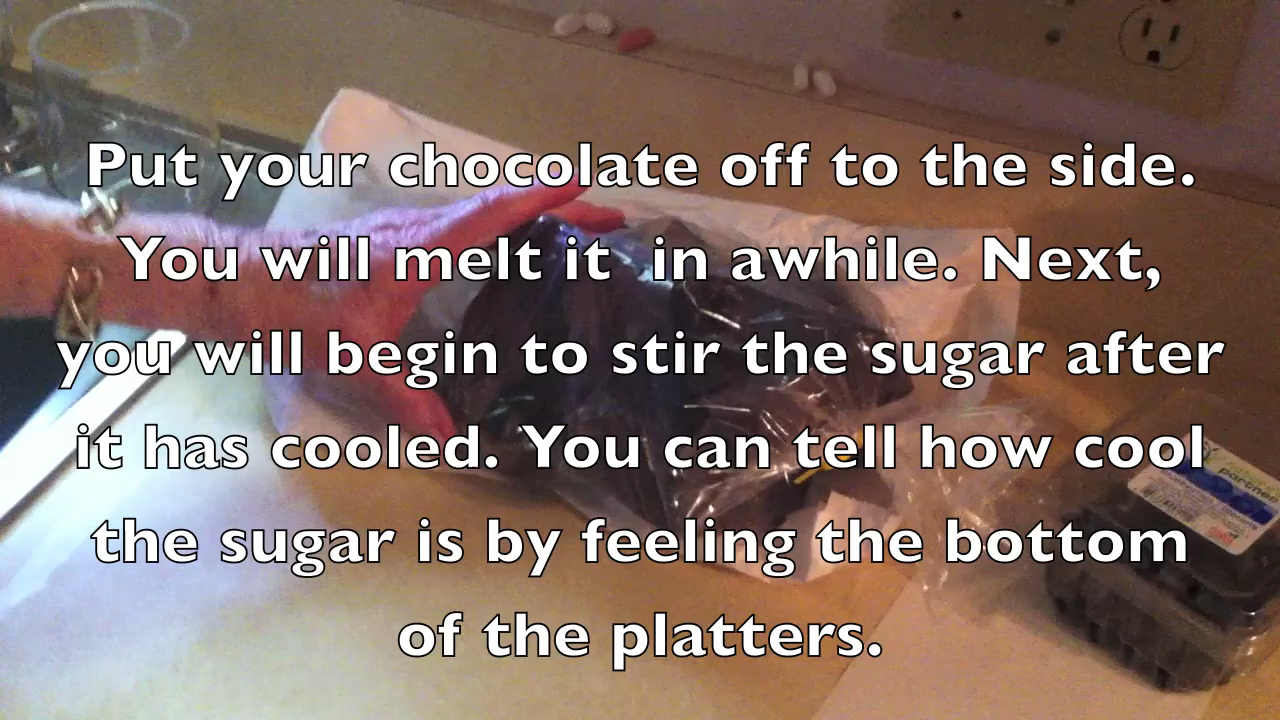 Put your chocolate off to the side.
You will melt it  in awhile. Next,
you will begin to stir the sugar after
it has cooled. You can tell how cool
the sugar is by feeling the bottom
of the platters.
partner